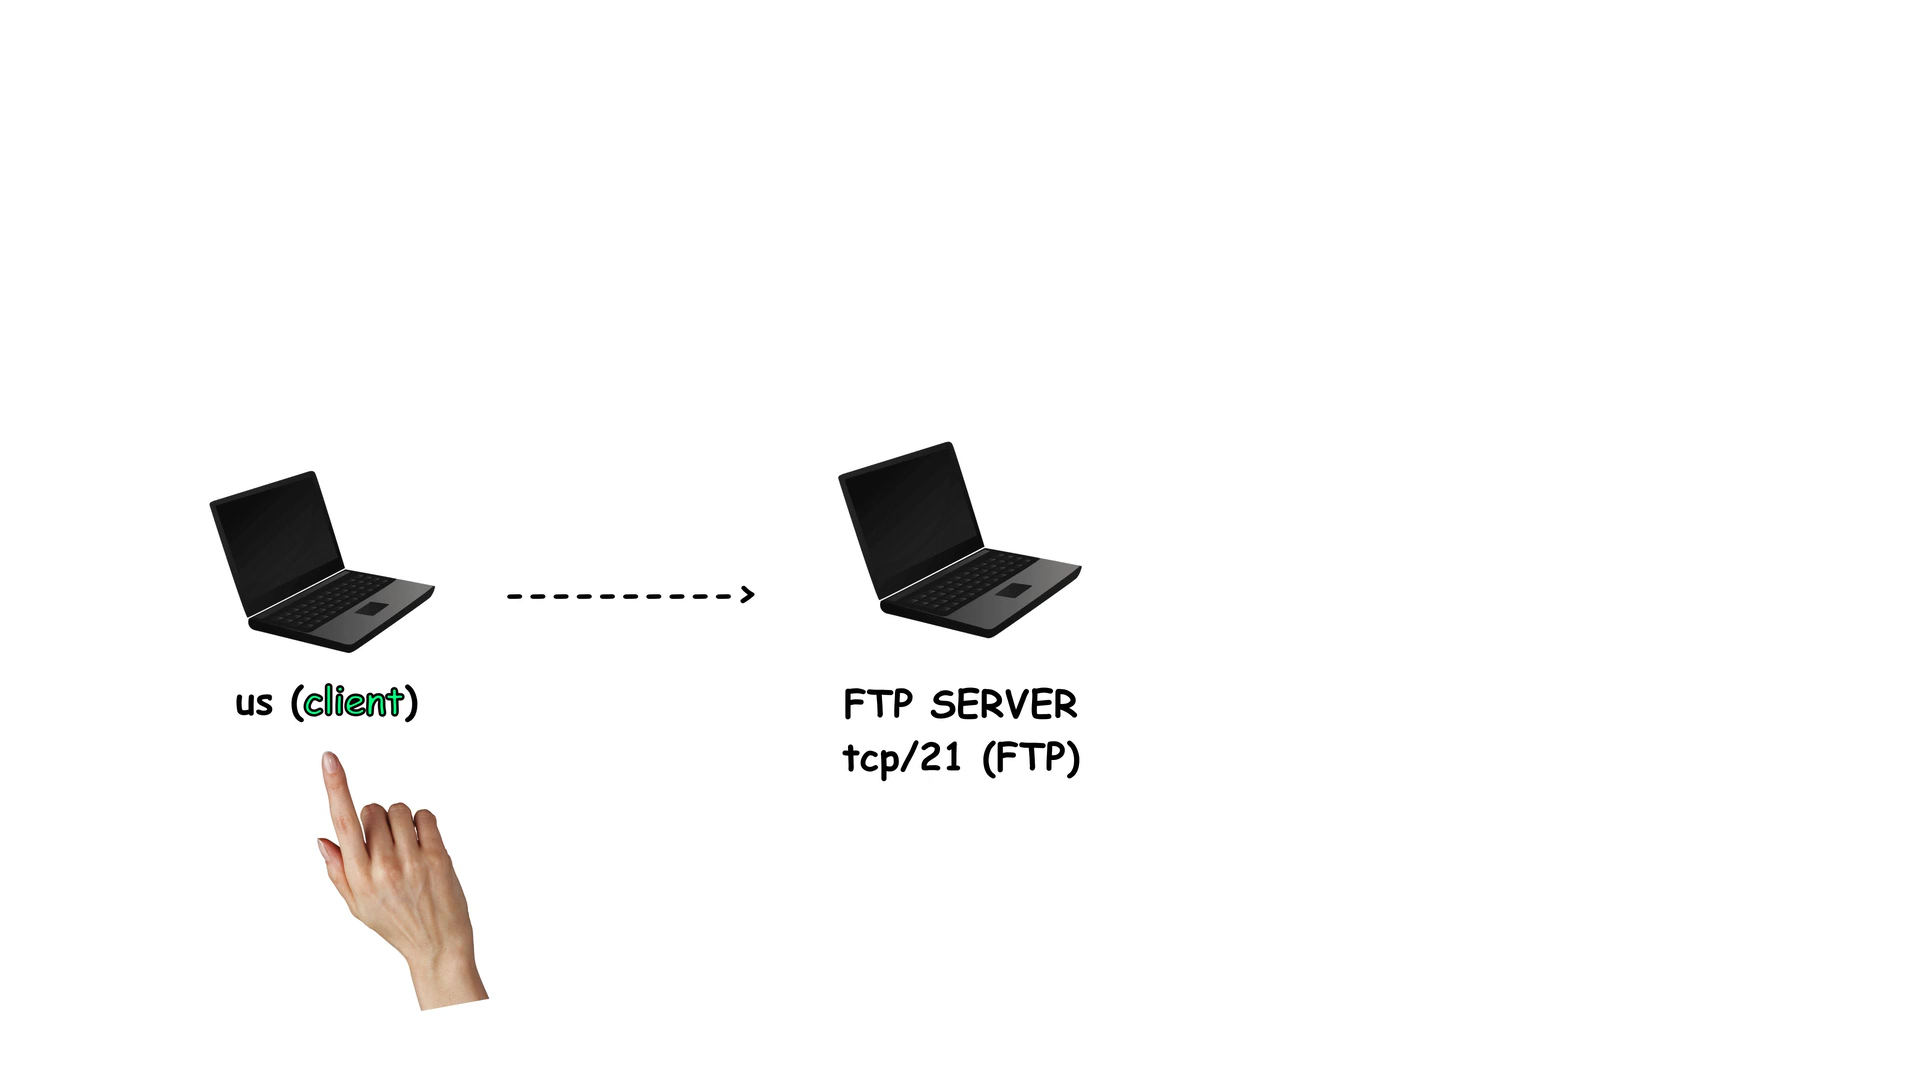 us (client)
FTP SERVER
tcp/21 (FTP)